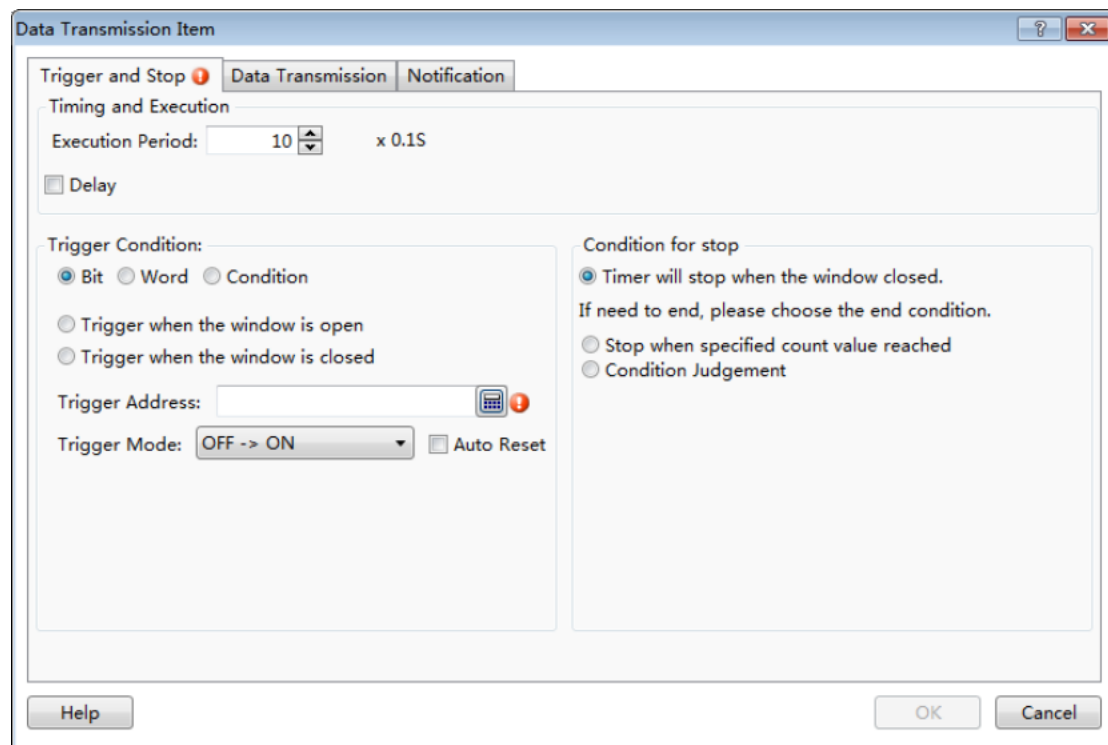 Data Transmission Item
Trigger and Stop Data Transmission Notification
Timing and Execution
Execution Period: 10 x 0.1S
Delay
Trigger Condition:
Bit Word Condition
Trigger when the window is open
Trigger when the window is closed
Trigger Address:
Trigger Mode: OFF -> ON Auto Reset
Condition for stop
Timer will stop when the window closed.
If need to end, please choose the end condition.
Stop when specified count value reached
Condition Judgement
Help OK Cancel